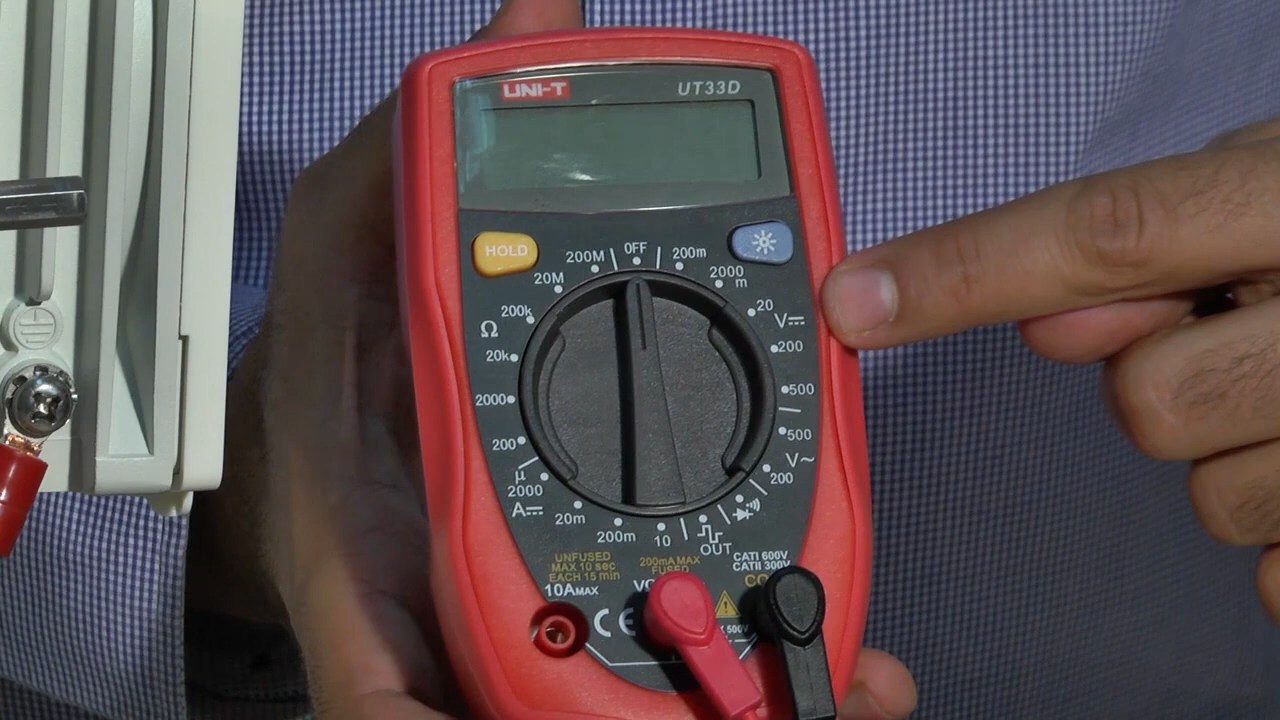 UNI-T UT33D
HOLD
OFF
200m
2000
m
20
V⎓
200
500
500
V~
200
OUT
10
200m
20m
A⎓
2000
µ
200
2000
20k
Ω
200k
20M
200M
UNFUSED
MAX 10 sec
EACH 15 min
10AMAX
200mA MAX
FUSED
CATI 600V
CATII 300V
CE
500V